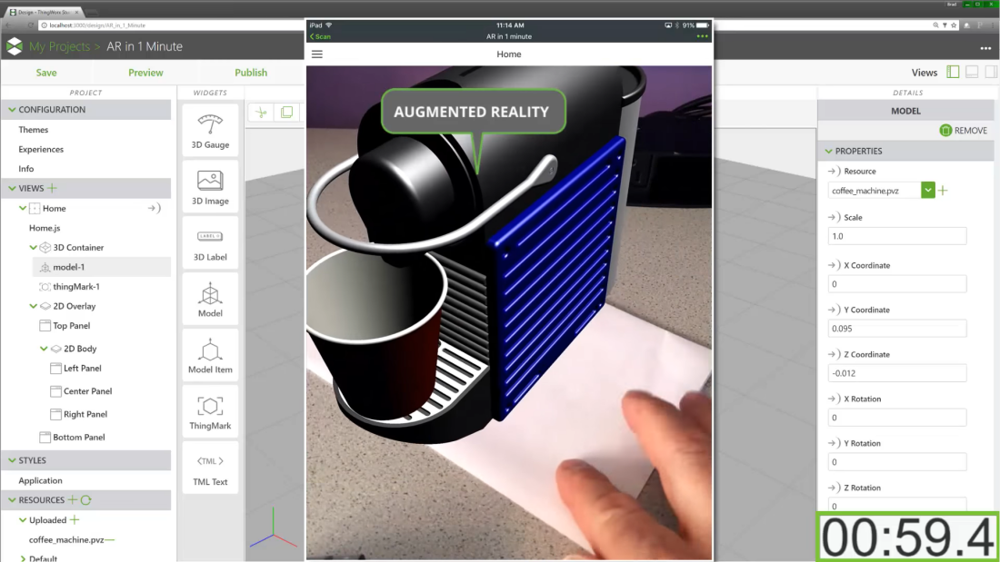 Brad
Design - ThingWorx Stu
localhost:3000/design/AR_in_1_Minute
My Projects > AR in 1 Minute
Save
Preview
Publish
Views
PROJECT
CONFIGURATION
Themes
Experiences
Info
VIEWS
Home
Home.js
3D Container
model-1
thingMark-1
2D Overlay
Top Panel
2D Body
Left Panel
Center Panel
Right Panel
Bottom Panel
STYLES
Application
RESOURCES
Uploaded
coffee_machine.pvz
Default
WIDGETS
3D Gauge
3D Image
LABEL
3D Label
Model
Model Item
ThingMark
<TML>
TML Text
iPad
11:14 AM
91%
Scan
AR in 1 minute
Home
AUGMENTED REALITY
DETAILS
MODEL
REMOVE
PROPERTIES
Resource
coffee_machine.pvz
Scale
1.0
X Coordinate
0
Y Coordinate
0.095
Z Coordinate
-0.012
X Rotation
0
Y Rotation
0
Z Rotation
0
00:59.4